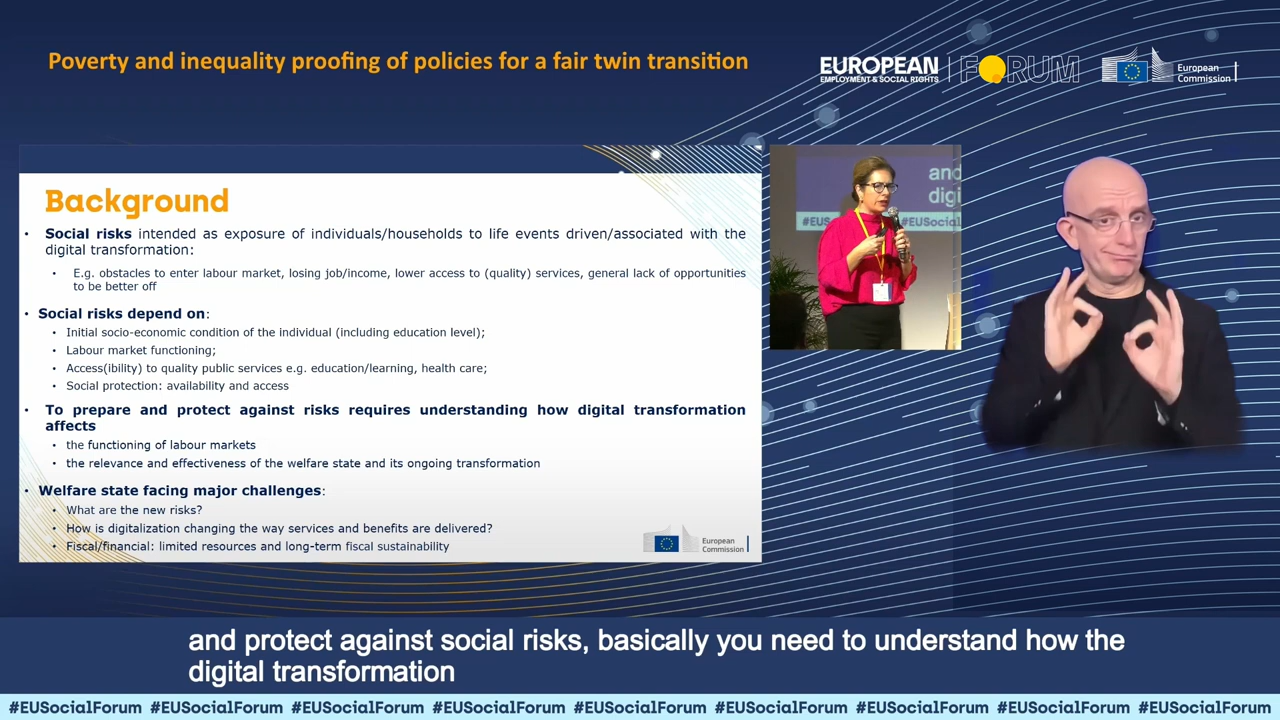 Poverty and inequality proofing of policies for a fair twin transition
EUROPEAN
EMPLOYMENT & SOCIAL RIGHTS
FORUM
European
Commission
Background
• Social risks intended as exposure of individuals/households to life events driven/associated with the
digital transformation:
• E.g. obstacles to enter labour market, losing job/income, lower access to (quality) services, general lack of opportunities
to be better off
• Social risks depend on:
• Initial socio-economic condition of the individual (including education level);
• Labour market functioning;
• Access(ibility) to quality public services e.g. education/learning, health care;
• Social protection: availability and access
• To prepare and protect against risks requires understanding how digital transformation
affects
• the functioning of labour markets
• the relevance and effectiveness of the welfare state and its ongoing transformation
• Welfare state facing major challenges:
• What are the new risks?
• How is digitalization changing the way services and benefits are delivered?
• Fiscal/financial: limited resources and long-term fiscal sustainability
European
Commission
and
digi
#EUS
#EUSocial
and protect against social risks, basically you need to understand how the
digital transformation
#EUSocialForum #EUSocialForum #EUSocialForum #EUSocialForum #EUSocialForum #EUSocialForum #EUSocialForum #EUSocialForum #EUSocialForum